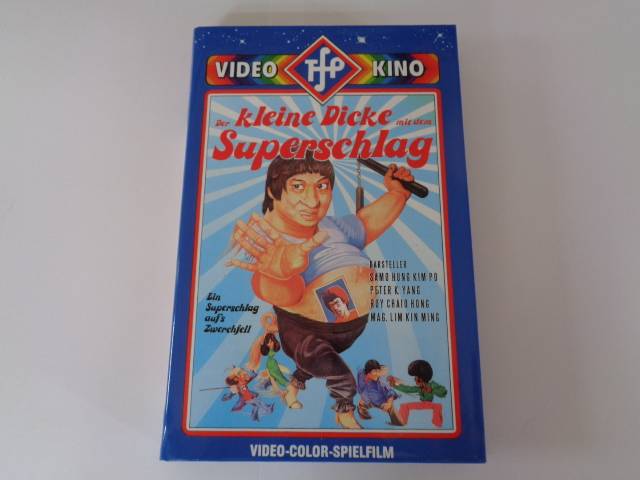 VIDEO TFP KINO
Der kleine Dicke mit dem
Superschlag
DARSTELLER
SAMO HUNG KIM PO
PETER K. YANG
ROY CHAIO HONG
MAG. LIM KIN MING
Ein
Superschlag
auf's
Zwerchfell
VIDEO-COLOR-SPIELFILM